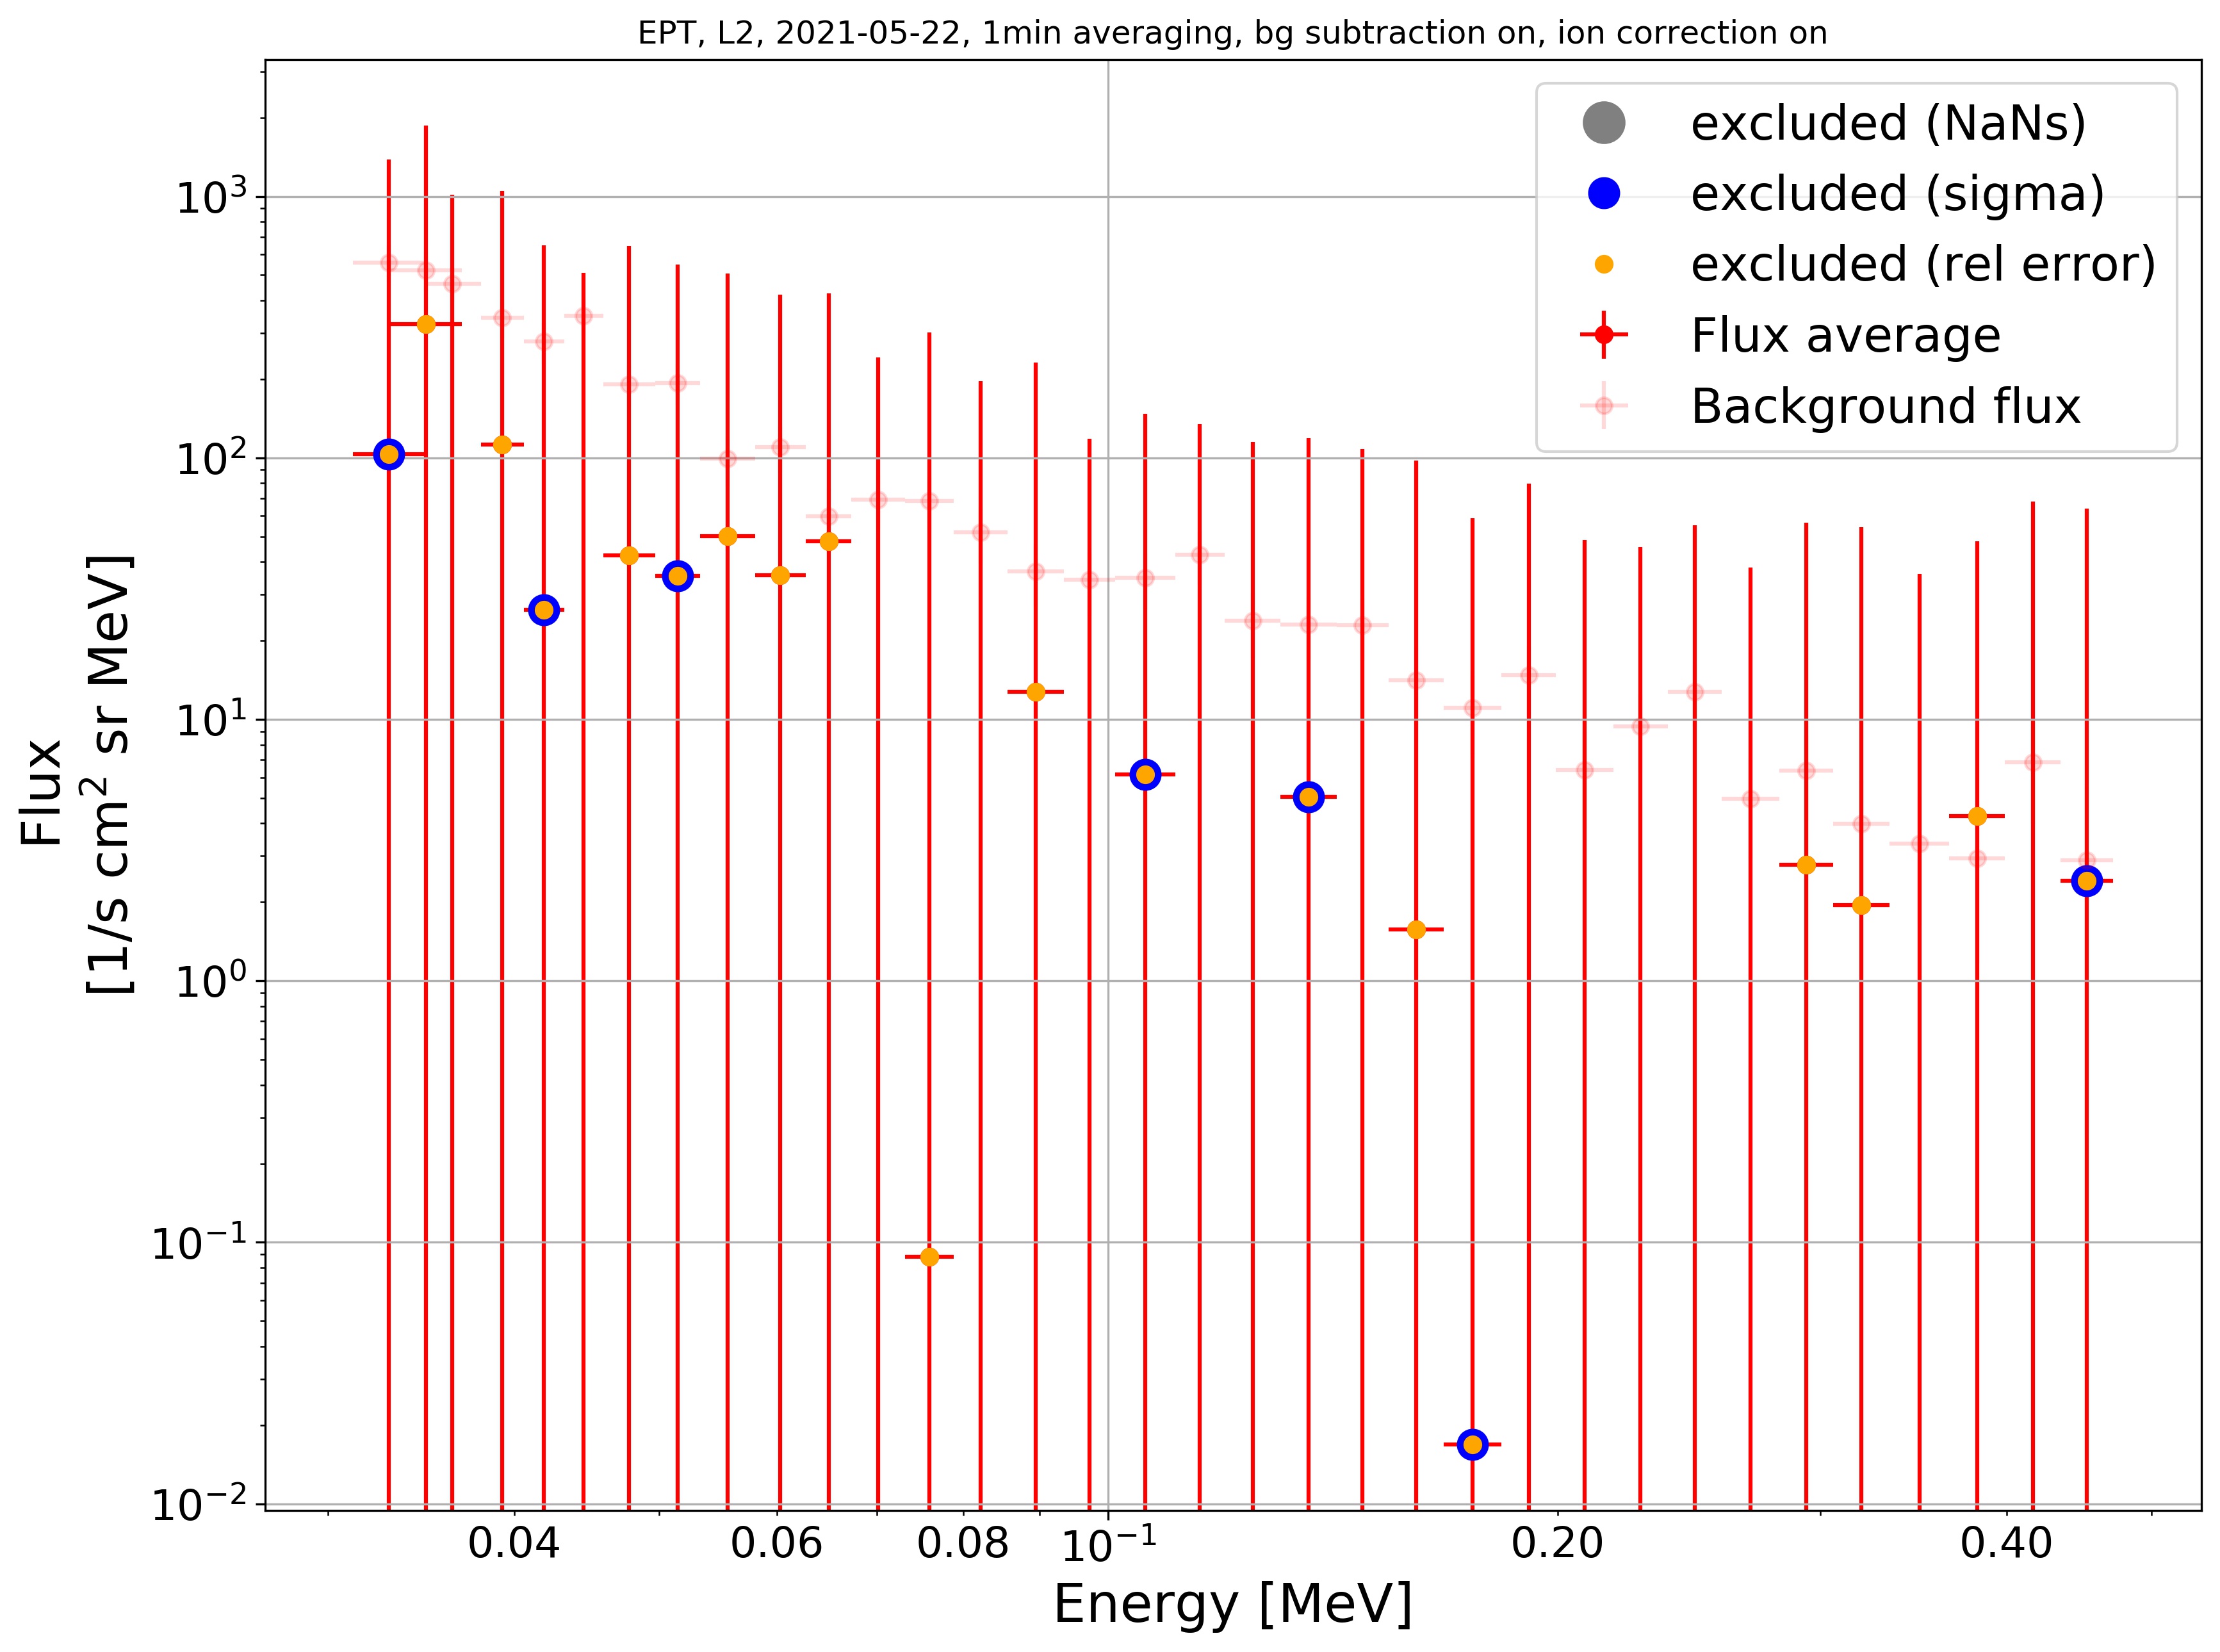 EPT, L2, 2021-05-22, 1min averaging, bg subtraction on, ion correction on
excluded (NaNs)
excluded (sigma)
excluded (rel error)
Flux average
Background flux
10³
10²
10¹
10⁰
10⁻¹
10⁻²
Flux
[1/s cm² sr MeV]
0.04 0.06 0.08 10⁻¹ 0.20 0.40
Energy [MeV]